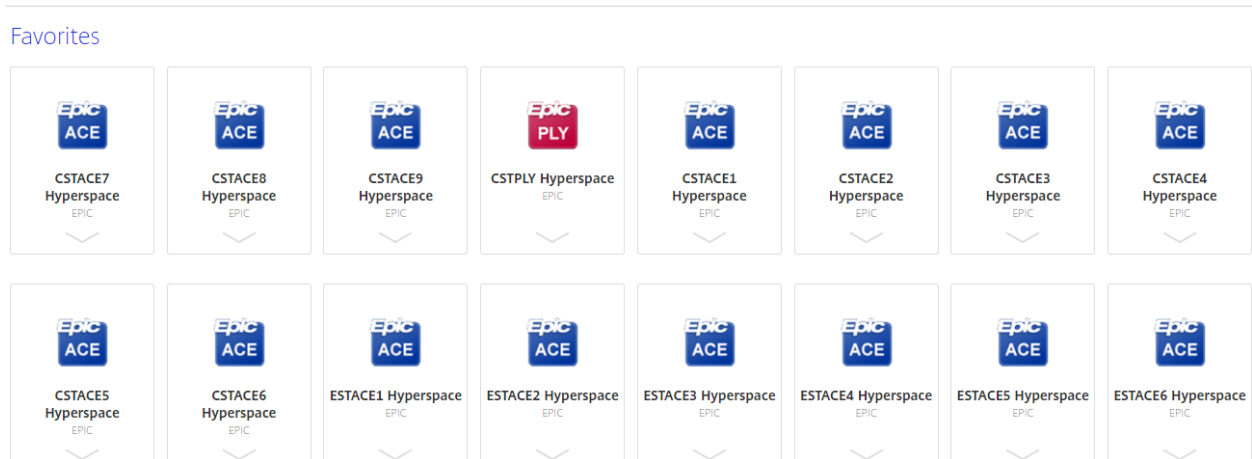 Favorites
Epic Epic Epic Epic Epic Epic Epic Epic
ACE ACE ACE PLY ACE ACE ACE ACE
CSTACE7 CSTACE8 CSTACE9 CSTPLY Hyperspace CSTACE1 CSTACE2 CSTACE3 CSTACE4
Hyperspace Hyperspace Hyperspace EPIC Hyperspace Hyperspace Hyperspace Hyperspace
EPIC EPIC EPIC EPIC EPIC EPIC EPIC
Epic Epic Epic Epic Epic Epic Epic Epic
ACE ACE ACE ACE ACE ACE ACE ACE
CSTACE5 CSTACE6 ESTACE1 Hyperspace ESTACE2 Hyperspace ESTACE3 Hyperspace ESTACE4 Hyperspace ESTACE5 Hyperspace ESTACE6 Hyperspace
Hyperspace Hyperspace EPIC EPIC EPIC EPIC EPIC EPIC
EPIC EPIC